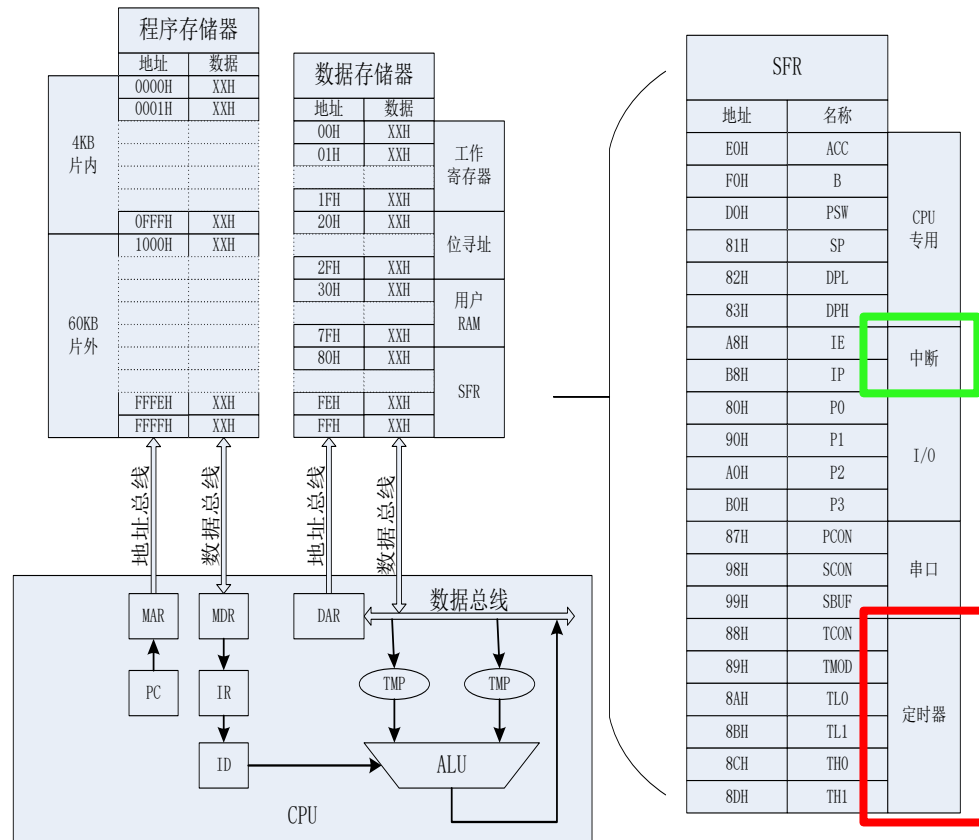 程序存储器
地址 数据
0000H XXH
0001H XXH
4KB
片内
0FFFH XXH
1000H XXH
60KB
片外
FFFEH XXH
FFFFH XXH
数据存储器
地址 数据
00H XXH
01H XXH
工作
寄存器
1FH XXH
20H XXH
位寻址
2FH XXH
30H XXH
用户
RAM
7FH XXH
80H XXH
SFR
FEH XXH
FFH XXH
地址总线
数据总线
地址总线
数据总线
MAR
MDR
DAR
数据总线
PC
IR
TMP
TMP
ID
ALU
CPU
SFR
地址 名称
E0H ACC
F0H B
D0H PSW
81H SP
82H DPL
83H DPH
CPU
专用
A8H IE
B8H IP
中断
80H P0
90H P1
A0H P2
B0H P3
I/O
87H PCON
98H SCON
99H SBUF
串口
88H TCON
89H TMOD
8AH TL0
8BH TL1
8CH TH0
8DH TH1
定时器